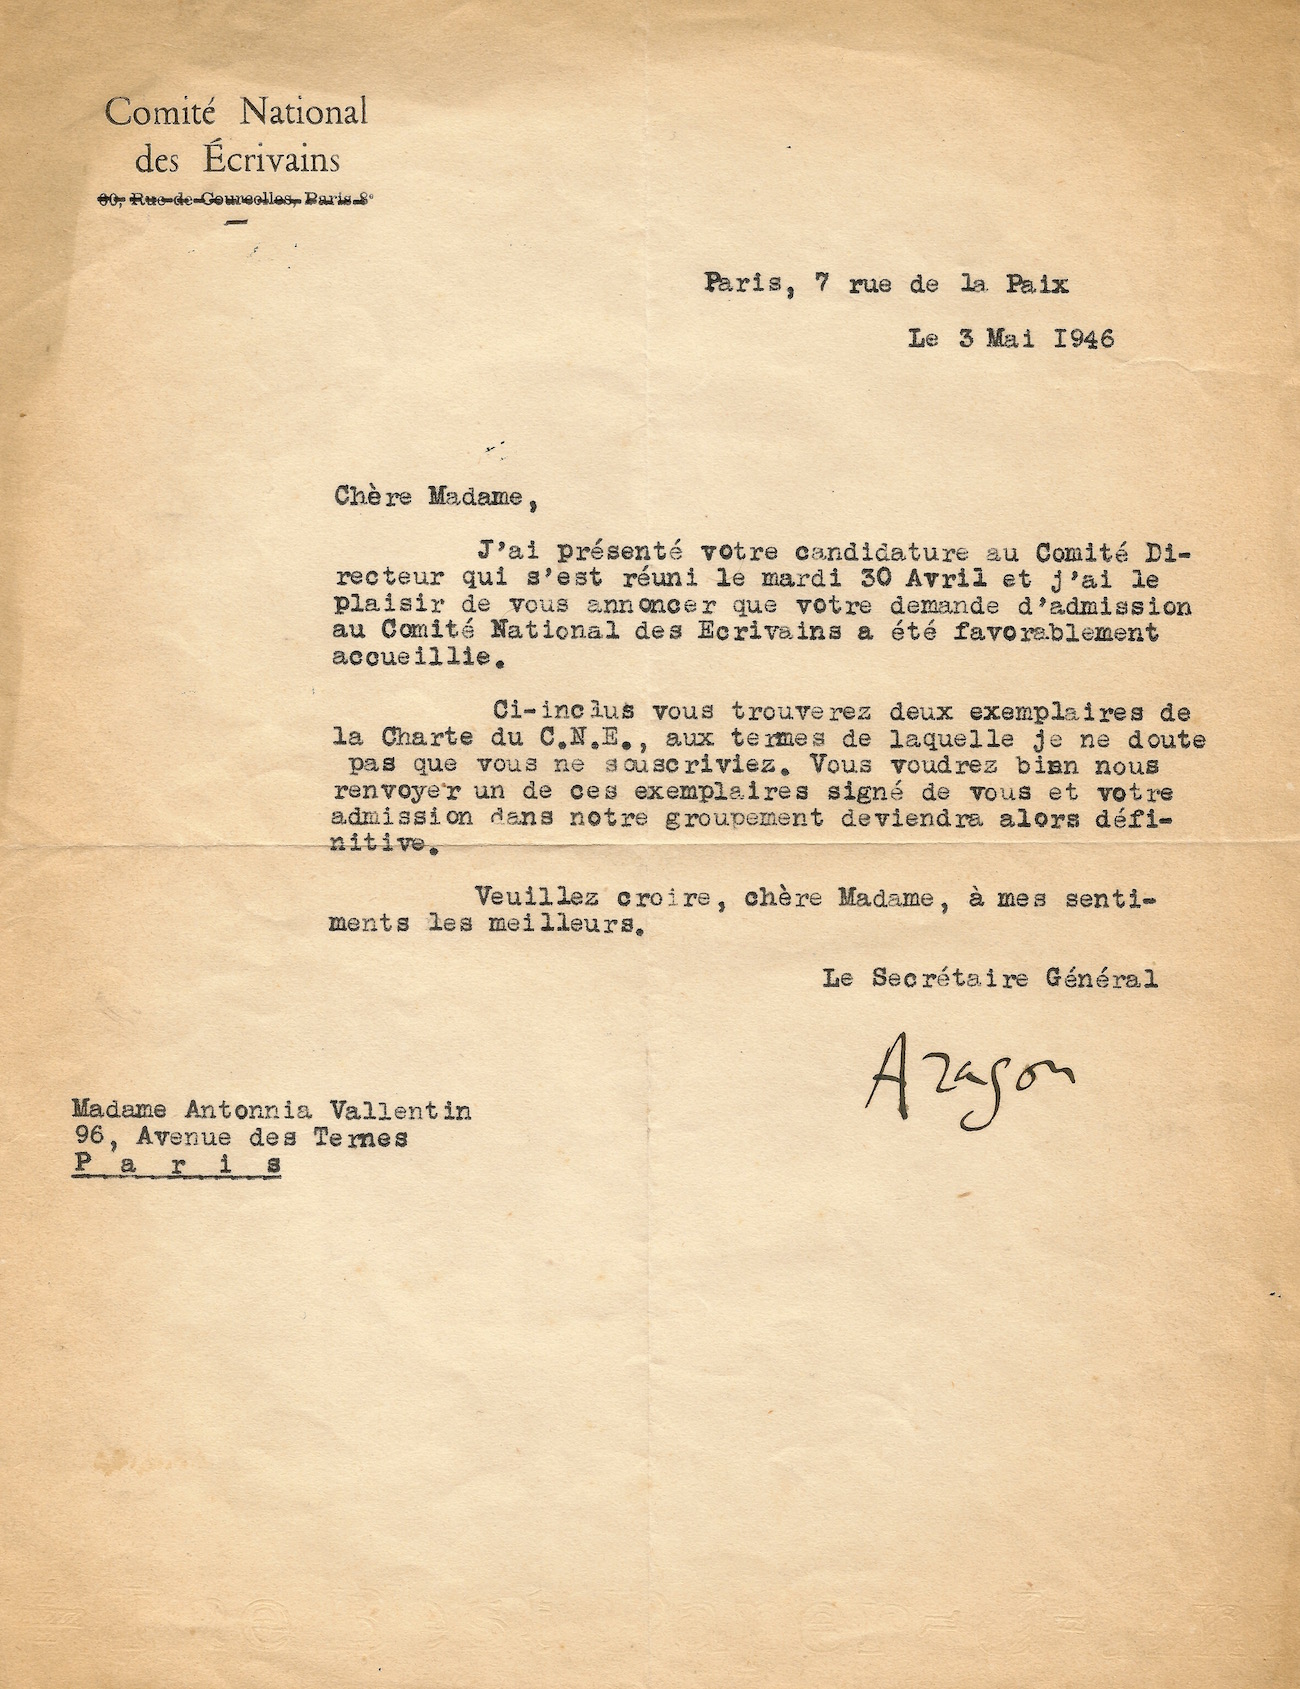 Comité National
des Écrivains
60, Rue de Courcelles, Paris-8e
Paris, 7 rue de la Paix
Le 3 Mai I946
Chère Madame,
J'ai présenté votre candidature au Comité Di-
recteur qui s'est réuni le mardi 30 Avril et j'ai le
plaisir de vous annoncer que votre demande d'admission
au Comité National des Ecrivains a été favorablement
accueillie.
Ci-inclus vous trouverez deux exemplaires de
la Charte du C.N.E., aux termes de laquelle je ne doute
pas que vous ne souscriviez. Vous voudrez bien nous
renvoyer un de ces exemplaires signé de vous et votre
admission dans notre groupement deviendra alors défi-
nitive.
Veuillez croire, chère Madame, à mes senti-
ments les meilleurs.
Le Secrétaire Général
Aragon
Madame Antonnia Vallentin
96, Avenue des Ternes
P a r i s